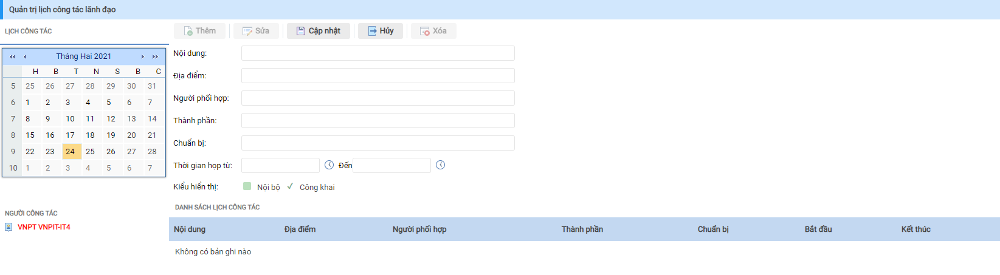 Quản trị lịch công tác lãnh đạo
LỊCH CÔNG TÁC
Thêm Sửa Cập nhật Hủy Xóa
Tháng Hai 2021
H B T N S B C
5 25 26 27 28 29 30 31
6 1 2 3 4 5 6 7
7 8 9 10 11 12 13 14
8 15 16 17 18 19 20 21
9 22 23 24 25 26 27 28
10 1 2 3 4 5 6 7
NGƯỜI CÔNG TÁC
VNPT VNPIT-IT4
Nội dung:
Địa điểm:
Người phối hợp:
Thành phần:
Chuẩn bị:
Thời gian họp từ: Đến
Kiểu hiển thị: Nội bộ Công khai
DANH SÁCH LỊCH CÔNG TÁC
Nội dung Địa điểm Người phối hợp Thành phần Chuẩn bị Bắt đầu Kết thúc
Không có bản ghi nào